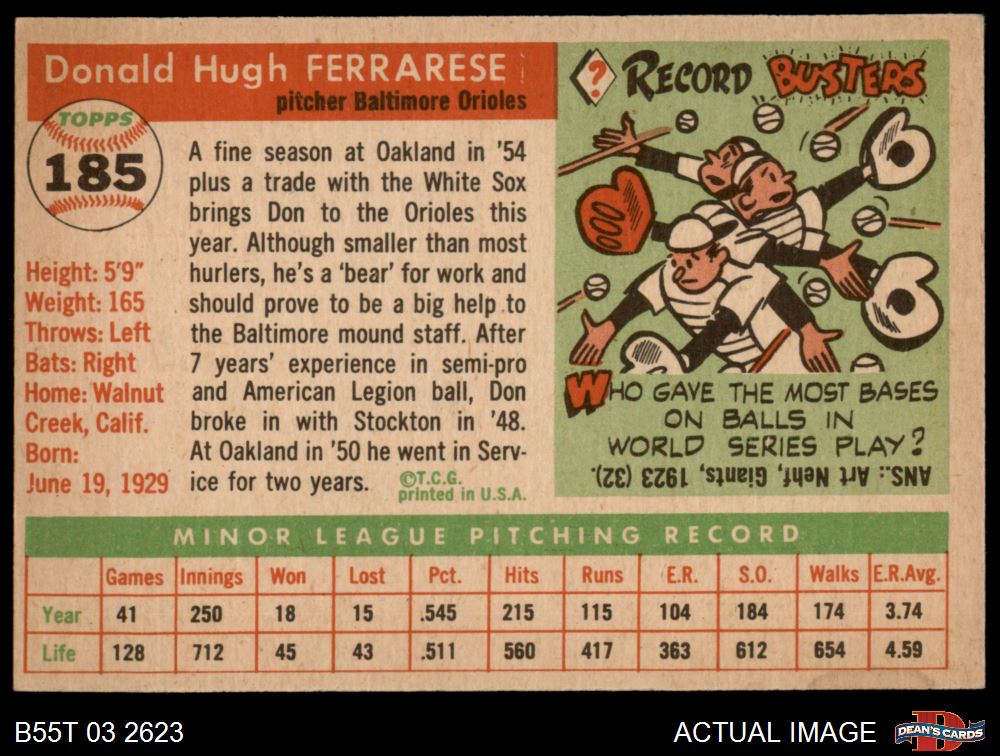 Donald Hugh FERRARESE
pitcher Baltimore Orioles
TOPPS
185
Height: 5'9"
Weight: 165
Throws: Left
Bats: Right
Home: Walnut
Creek, Calif.
Born:
June 19, 1929
A fine season at Oakland in '54
plus a trade with the White Sox
brings Don to the Orioles this
year. Although smaller than most
hurlers, he's a 'bear' for work and
should prove to be a big help to
the Baltimore mound staff. After
7 years' experience in semi-pro
and American Legion ball, Don
broke in with Stockton in '48.
At Oakland in '50 he went in Serv-
ice for two years.
©T.C.G.
printed in U.S.A.
? RECORD BUSTERS
WHO GAVE THE MOST BASES
ON BALLS IN
WORLD SERIES PLAY?
ANS.: Art Nehf, Giants, 1923 (32).
MINOR LEAGUE PITCHING RECORD
Games Innings Won Lost Pct. Hits Runs E.R. S.O. Walks E.R.Avg.
Year 41 250 18 15 .545 215 115 104 184 174 3.74
Life 128 712 45 43 .511 560 417 363 612 654 4.59
B55T 03 2623
ACTUAL IMAGE
DEAN'S CARDS